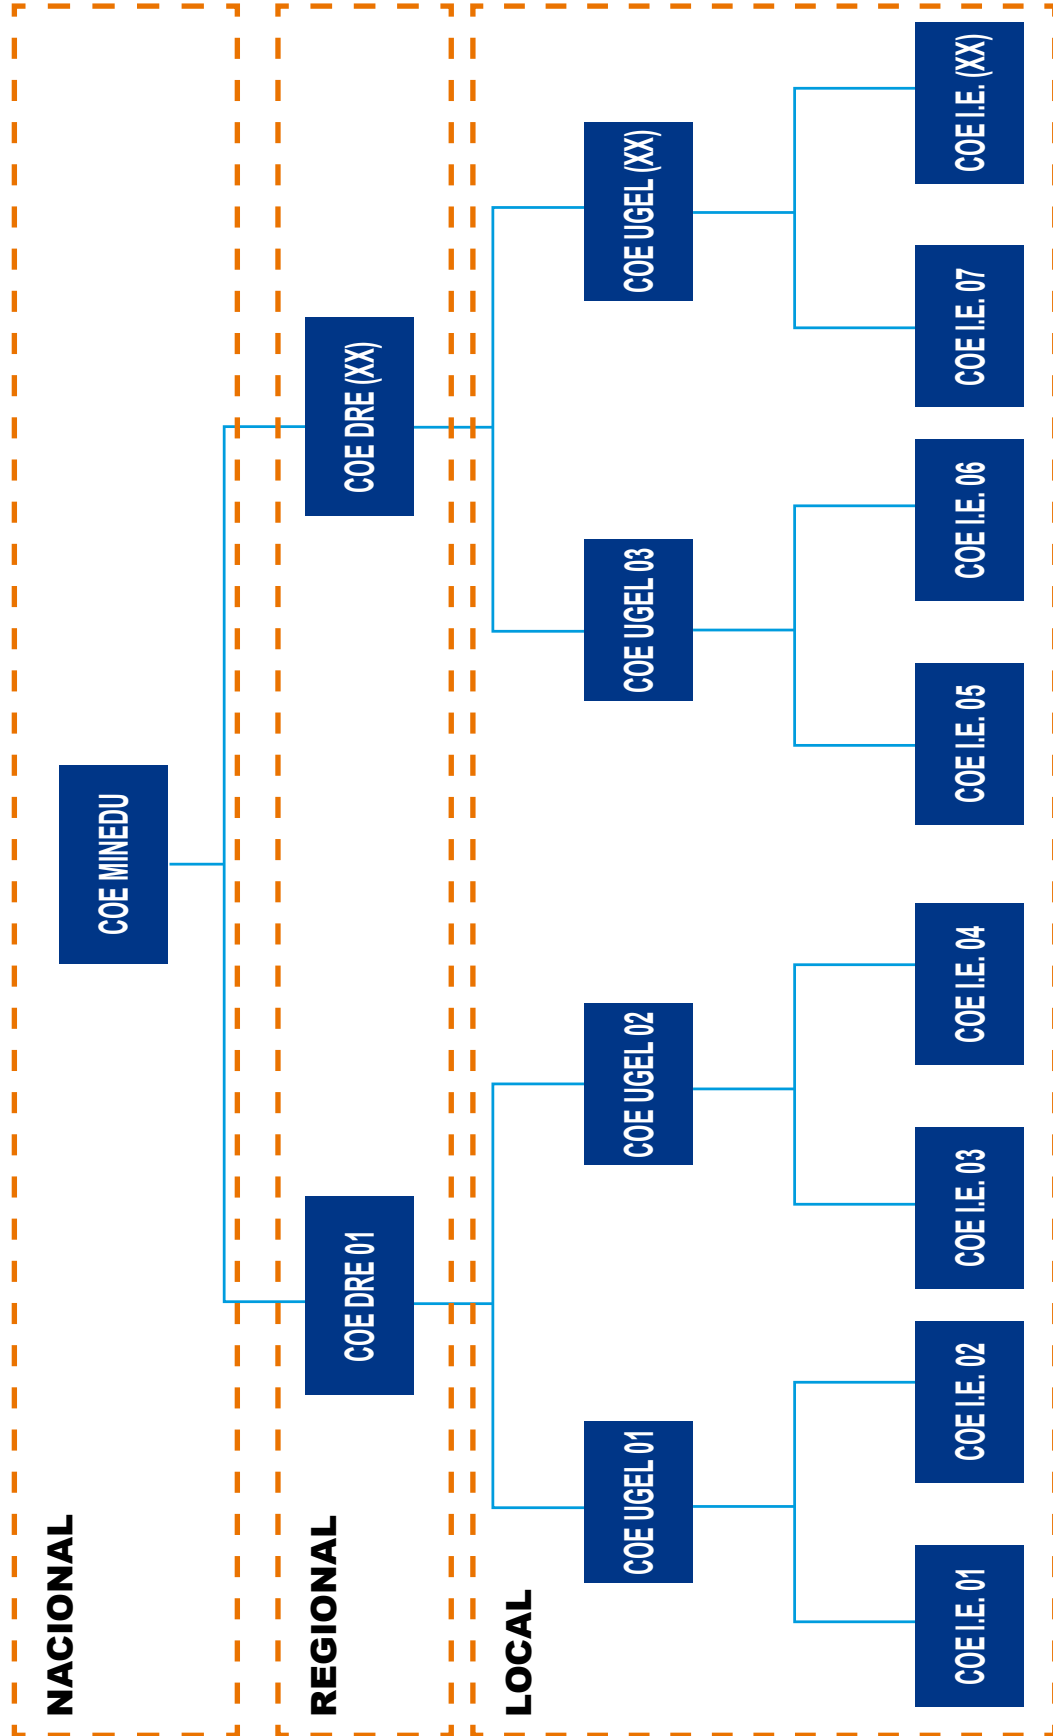 NACIONAL
COE MINEDU
REGIONAL
COE DRE 01
COE DRE (XX)
LOCAL
COE UGEL 01
COE UGEL 02
COE UGEL 03
COE UGEL (XX)
COE I.E. 01
COE I.E. 02
COE I.E. 03
COE I.E. 04
COE I.E. 05
COE I.E. 06
COE I.E. 07
COE I.E. (XX)